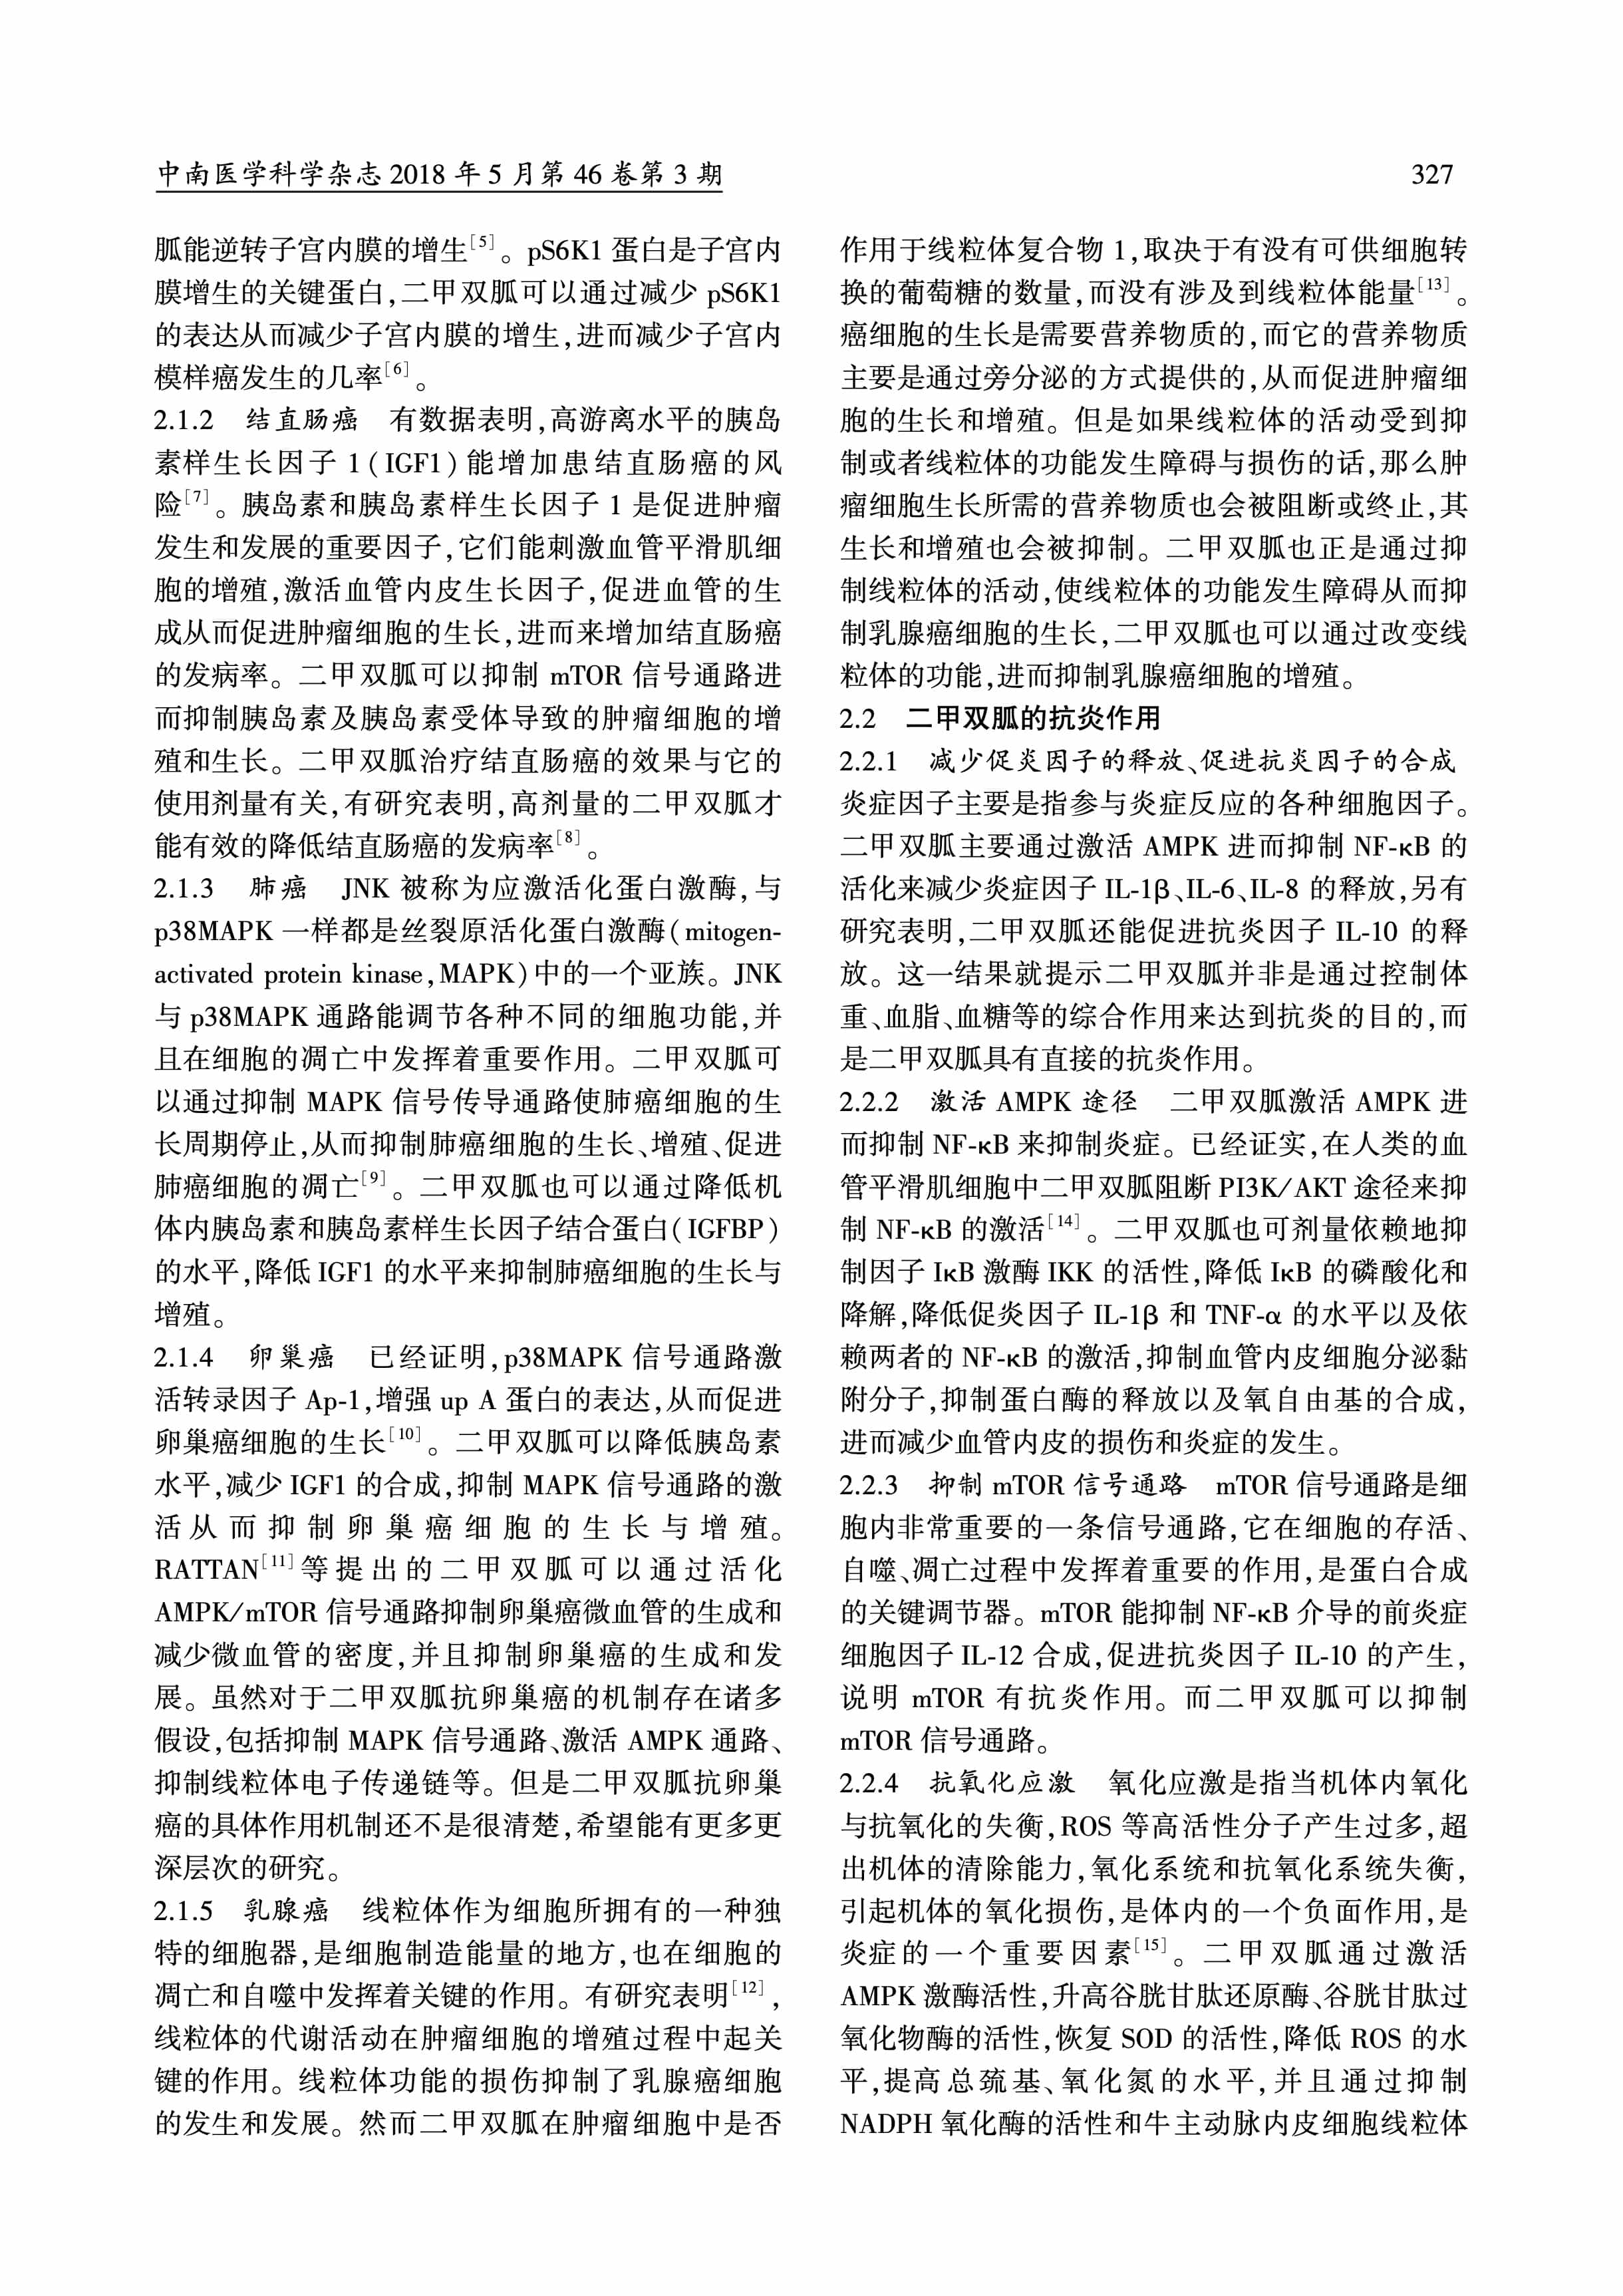 中南医学科学杂志 2018 年 5 月第 46 卷第 3 期
327
胍能逆转子宫内膜的增生[5]。pS6K1 蛋白是子宫内
膜增生的关键蛋白,二甲双胍可以通过减少 pS6K1
的表达从而减少子宫内膜的增生,进而减少子宫内
模样癌发生的几率[6]。
2.1.2 结直肠癌 有数据表明,高游离水平的胰岛
素样生长因子 1(IGF1)能增加患结直肠癌的风
险[7]。胰岛素和胰岛素样生长因子 1 是促进肿瘤
发生和发展的重要因子,它们能刺激血管平滑肌细
胞的增殖,激活血管内皮生长因子,促进血管的生
成从而促进肿瘤细胞的生长,进而来增加结直肠癌
的发病率。二甲双胍可以抑制 mTOR 信号通路进
而抑制胰岛素及胰岛素受体导致的肿瘤细胞的增
殖和生长。二甲双胍治疗结直肠癌的效果与它的
使用剂量有关,有研究表明,高剂量的二甲双胍才
能有效的降低结直肠癌的发病率[8]。
2.1.3 肺癌 JNK 被称为应激活化蛋白激酶,与
p38MAPK 一样都是丝裂原活化蛋白激酶(mitogen-
activated protein kinase,MAPK)中的一个亚族。JNK
与 p38MAPK 通路能调节各种不同的细胞功能,并
且在细胞的凋亡中发挥着重要作用。二甲双胍可
以通过抑制 MAPK 信号传导通路使肺癌细胞的生
长周期停止,从而抑制肺癌细胞的生长、增殖、促进
肺癌细胞的凋亡[9]。二甲双胍也可以通过降低机
体内胰岛素和胰岛素样生长因子结合蛋白(IGFBP)
的水平,降低 IGF1 的水平来抑制肺癌细胞的生长与
增殖。
2.1.4 卵巢癌 已经证明,p38MAPK 信号通路激
活转录因子 Ap-1,增强 up A 蛋白的表达,从而促进
卵巢癌细胞的生长[10]。二甲双胍可以降低胰岛素
水平,减少 IGF1 的合成,抑制 MAPK 信号通路的激
活从而抑制卵巢癌细胞的生长与增殖。
RATTAN[11]等提出的二甲双胍可以通过活化
AMPK/mTOR 信号通路抑制卵巢癌微血管的生成和
减少微血管的密度,并且抑制卵巢癌的生成和发
展。虽然对于二甲双胍抗卵巢癌的机制存在诸多
假设,包括抑制 MAPK 信号通路、激活 AMPK 通路、
抑制线粒体电子传递链等。但是二甲双胍抗卵巢
癌的具体作用机制还不是很清楚,希望能有更多更
深层次的研究。
2.1.5 乳腺癌 线粒体作为细胞所拥有的一种独
特的细胞器,是细胞制造能量的地方,也在细胞的
凋亡和自噬中发挥着关键的作用。有研究表明[12],
线粒体的代谢活动在肿瘤细胞的增殖过程中起关
键的作用。线粒体功能的损伤抑制了乳腺癌细胞
的发生和发展。然而二甲双胍在肿瘤细胞中是否
作用于线粒体复合物 1,取决于有没有可供细胞转
换的葡萄糖的数量,而没有涉及到线粒体能量[13]。
癌细胞的生长是需要营养物质的,而它的营养物质
主要是通过旁分泌的方式提供的,从而促进肿瘤细
胞的生长和增殖。但是如果线粒体的活动受到抑
制或者线粒体的功能发生障碍与损伤的话,那么肿
瘤细胞生长所需的营养物质也会被阻断或终止,其
生长和增殖也会被抑制。二甲双胍也正是通过抑
制线粒体的活动,使线粒体的功能发生障碍从而抑
制乳腺癌细胞的生长,二甲双胍也可以通过改变线
粒体的功能,进而抑制乳腺癌细胞的增殖。
2.2 二甲双胍的抗炎作用
2.2.1 减少促炎因子的释放、促进抗炎因子的合成
炎症因子主要是指参与炎症反应的各种细胞因子。
二甲双胍主要通过激活 AMPK 进而抑制 NF-κB 的
活化来减少炎症因子 IL-1β、IL-6、IL-8 的释放,另有
研究表明,二甲双胍还能促进抗炎因子 IL-10 的释
放。这一结果就提示二甲双胍并非是通过控制体
重、血脂、血糖等的综合作用来达到抗炎的目的,而
是二甲双胍具有直接的抗炎作用。
2.2.2 激活 AMPK 途径 二甲双胍激活 AMPK 进
而抑制 NF-κB 来抑制炎症。已经证实,在人类的血
管平滑肌细胞中二甲双胍阻断 PI3K/AKT 途径来抑
制 NF-κB 的激活[14]。二甲双胍也可剂量依赖地抑
制因子 IκB 激酶 IKK 的活性,降低 IκB 的磷酸化和
降解,降低促炎因子 IL-1β 和 TNF-α 的水平以及依
赖两者的 NF-κB 的激活,抑制血管内皮细胞分泌黏
附分子,抑制蛋白酶的释放以及氧自由基的合成,
进而减少血管内皮的损伤和炎症的发生。
2.2.3 抑制 mTOR 信号通路 mTOR 信号通路是细
胞内非常重要的一条信号通路,它在细胞的存活、
自噬、凋亡过程中发挥着重要的作用,是蛋白合成
的关键调节器。mTOR 能抑制 NF-κB 介导的前炎症
细胞因子 IL-12 合成,促进抗炎因子 IL-10 的产生,
说明 mTOR 有抗炎作用。而二甲双胍可以抑制
mTOR 信号通路。
2.2.4 抗氧化应激 氧化应激是指当机体内氧化
与抗氧化的失衡,ROS 等高活性分子产生过多,超
出机体的清除能力,氧化系统和抗氧化系统失衡,
引起机体的氧化损伤,是体内的一个负面作用,是
炎症的一个重要因素[15]。二甲双胍通过激活
AMPK 激酶活性,升高谷胱甘肽还原酶、谷胱甘肽过
氧化物酶的活性,恢复 SOD 的活性,降低 ROS 的水
平,提高总巯基、氧化氮的水平,并且通过抑制
NADPH 氧化酶的活性和牛主动脉内皮细胞线粒体